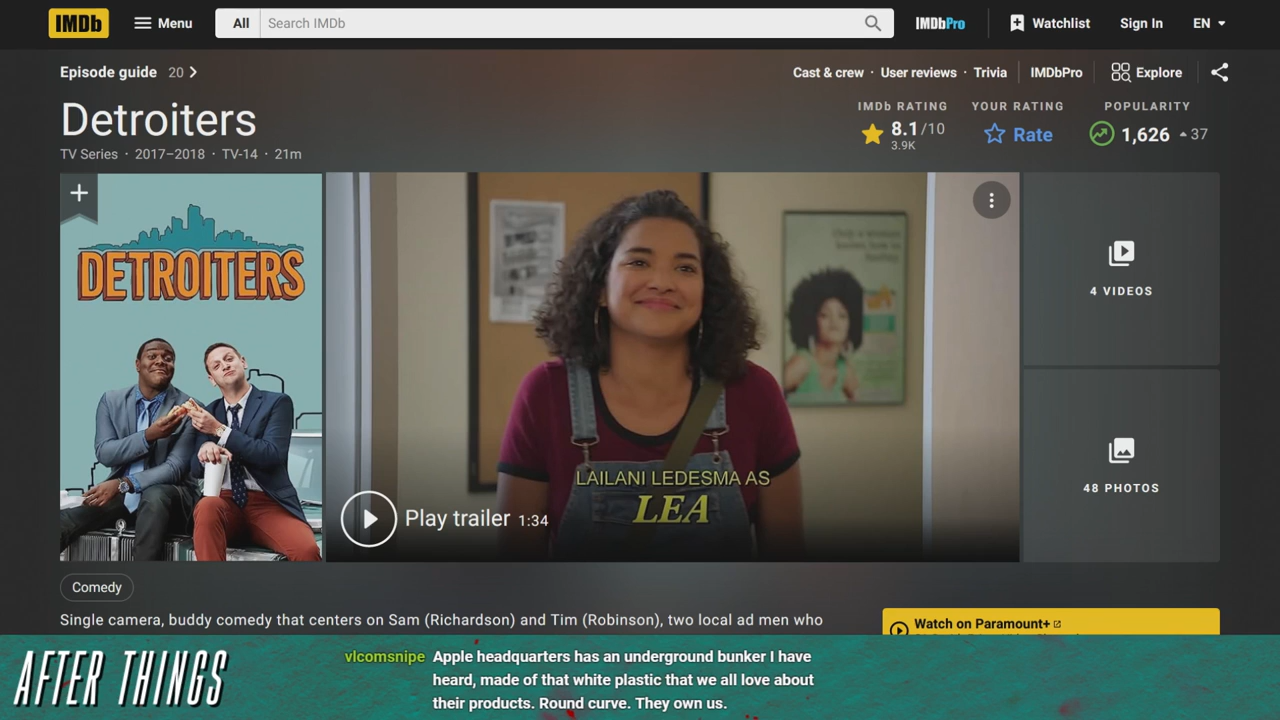 IMDb
Menu
All
Search IMDb
IMDbPro
Watchlist
Sign In
EN
Episode guide 20
Cast & crew · User reviews · Trivia
IMDbPro
Explore
Detroiters
TV Series · 2017–2018 · TV-14 · 21m
IMDb RATING
8.1/10
3.9K
YOUR RATING
Rate
POPULARITY
1,626
37
DETROITERS
LAILANI LEDESMA AS
LEA
Play trailer 1:34
4 VIDEOS
48 PHOTOS
Comedy
Single camera, buddy comedy that centers on Sam (Richardson) and Tim (Robinson), two local ad men who
Watch on Paramount+
AFTER THINGS
vlcomsnipe Apple headquarters has an underground bunker I have
heard, made of that white plastic that we all love about
their products. Round curve. They own us.